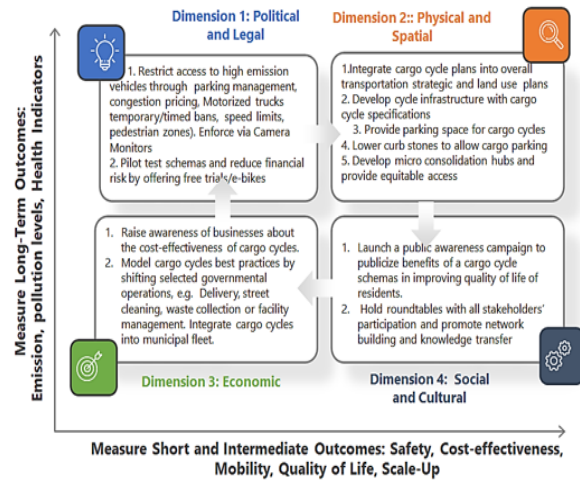 Dimension 1: Political
and Legal
Dimension 2:: Physical and
Spatial
1. Restrict access to high emission
vehicles through parking management,
congestion pricing, Motorized trucks
temporary/timed bans, speed limits,
pedestrian zones). Enforce via Camera
Monitors
2. Pilot test schemas and reduce financial
risk by offering free trials/e-bikes
1.Integrate cargo cycle plans into overall
transportation strategic and land use plans
2. Develop cycle infrastructure with cargo
cycle specifications
3. Provide parking space for cargo cycles
4. Lower curb stones to allow cargo parking
5. Develop micro consolidation hubs and
provide equitable access
1. Raise awareness of businesses about
the cost-effectiveness of cargo cycles.
2. Model cargo cycles best practices by
shifting selected governmental
operations, e.g. Delivery, street
cleaning, waste collection or facility
management. Integrate cargo cycles
into municipal fleet.
1. Launch a public awareness campaign to
publicize benefits of a cargo cycle
schemas in improving quality of life of
residents.
2. Hold roundtables with all stakeholders'
participation and promote network
building and knowledge transfer
Dimension 3: Economic
Dimension 4: Social
and Cultural
Measure Long-Term Outcomes:
Emission, pollution levels, Health Indicators
Measure Short and Intermediate Outcomes: Safety, Cost-effectiveness,
Mobility, Quality of Life, Scale-Up